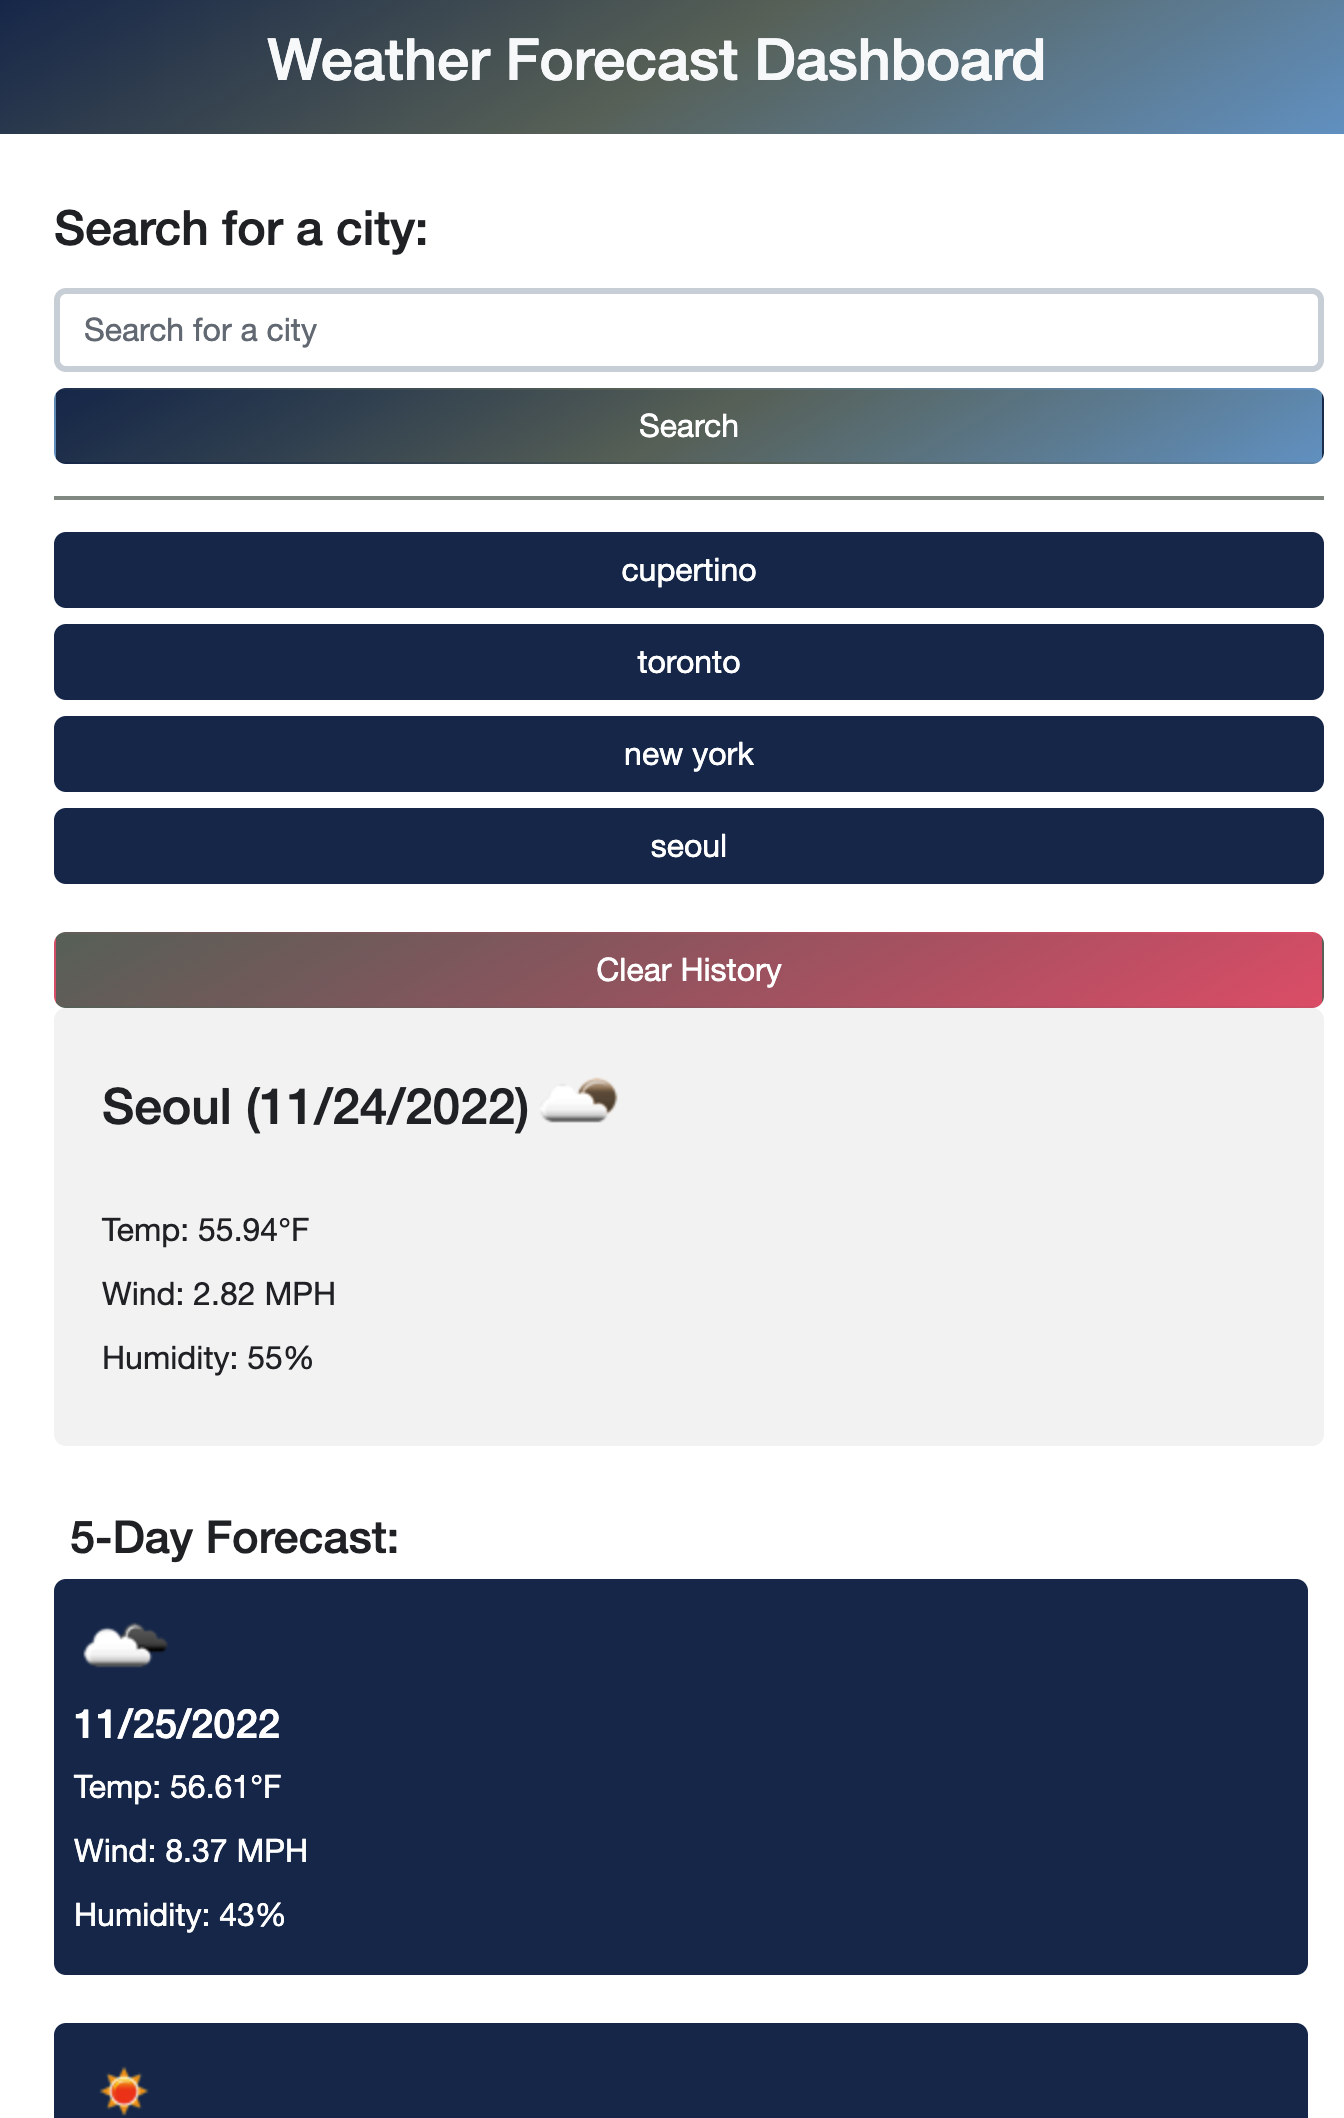 Weather Forecast Dashboard
Search for a city:
Search for a city
Search
cupertino
toronto
new york
seoul
Clear History
Seoul (11/24/2022)
Temp: 55.94°F
Wind: 2.82 MPH
Humidity: 55%
5-Day Forecast:
11/25/2022
Temp: 56.61°F
Wind: 8.37 MPH
Humidity: 43%